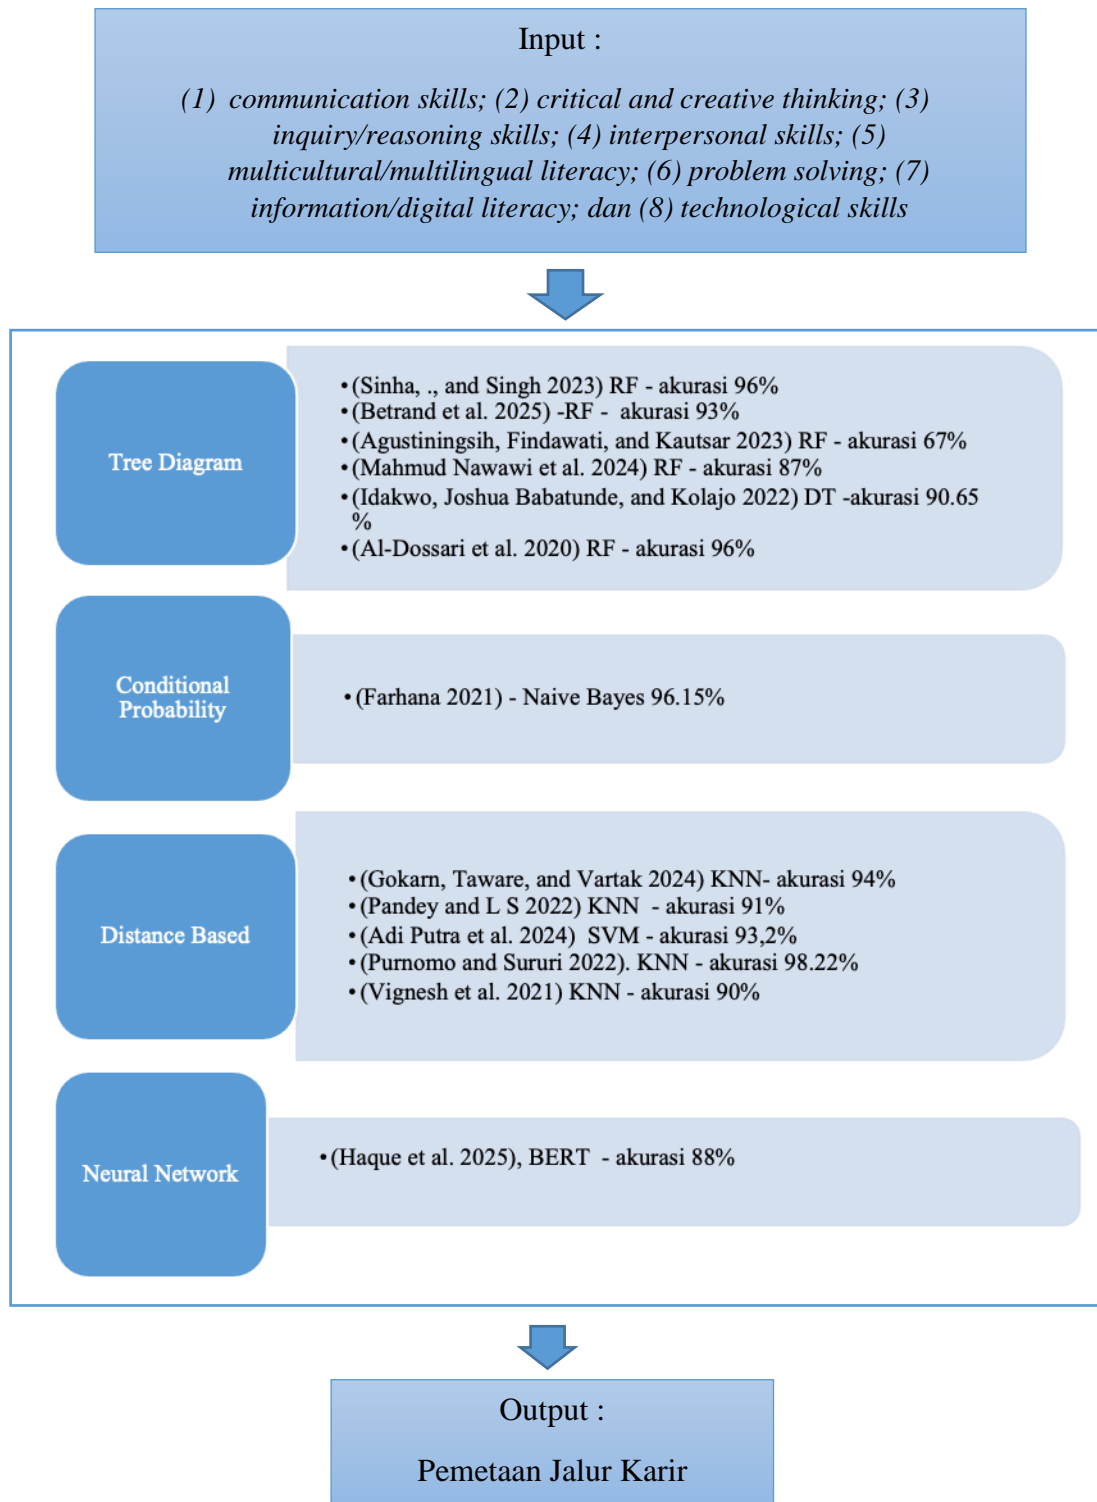 Input :
(1) communication skills; (2) critical and creative thinking; (3)
inquiry/reasoning skills; (4) interpersonal skills; (5)
multicultural/multilingual literacy; (6) problem solving; (7)
information/digital literacy; dan (8) technological skills
Tree Diagram
•(Sinha, ., and Singh 2023) RF - akurasi 96%
•(Betrand et al. 2025) -RF - akurasi 93%
•(Agustiningsih, Findawati, and Kautsar 2023) RF - akurasi 67%
•(Mahmud Nawawi et al. 2024) RF - akurasi 87%
•(Idakwo, Joshua Babatunde, and Kolajo 2022) DT -akurasi 90.65
%
•(Al-Dossari et al. 2020) RF - akurasi 96%
Conditional
Probability
•(Farhana 2021) - Naive Bayes 96.15%
Distance Based
•(Gokarn, Taware, and Vartak 2024) KNN- akurasi 94%
•(Pandey and L S 2022) KNN - akurasi 91%
•(Adi Putra et al. 2024) SVM - akurasi 93,2%
•(Purnomo and Sururi 2022). KNN - akurasi 98.22%
•(Vignesh et al. 2021) KNN - akurasi 90%
Neural Network
•(Haque et al. 2025), BERT - akurasi 88%
Output :
Pemetaan Jalur Karir